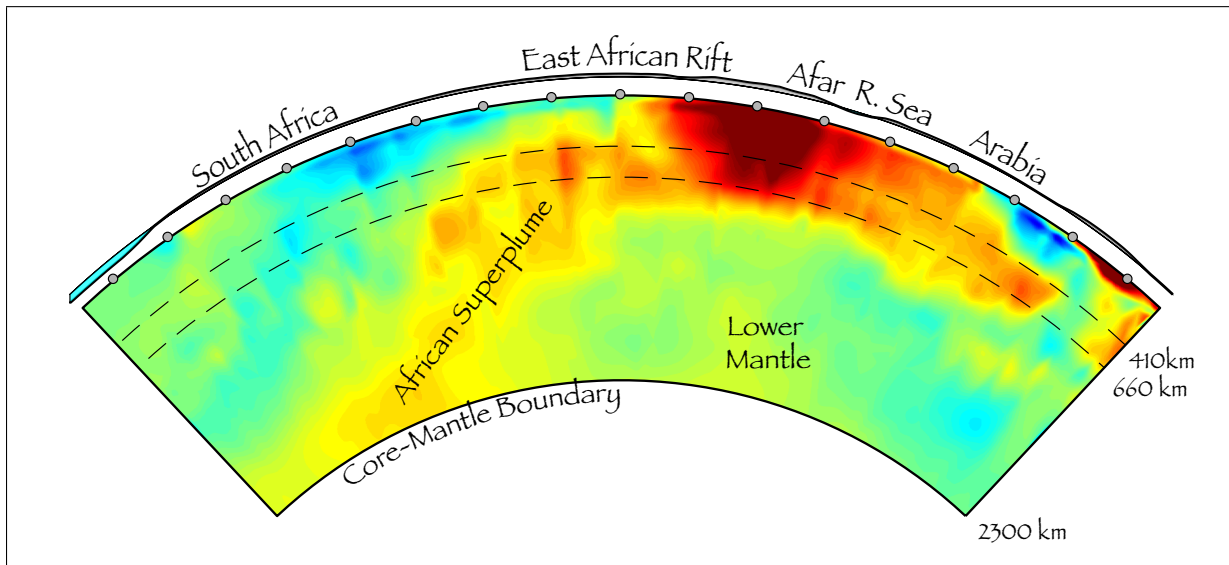 South Africa
East African Rift
Afar R. Sea
Arabia
African Superplume
Lower
Mantle
Core-Mantle Boundary
410km
660 km
2300 km